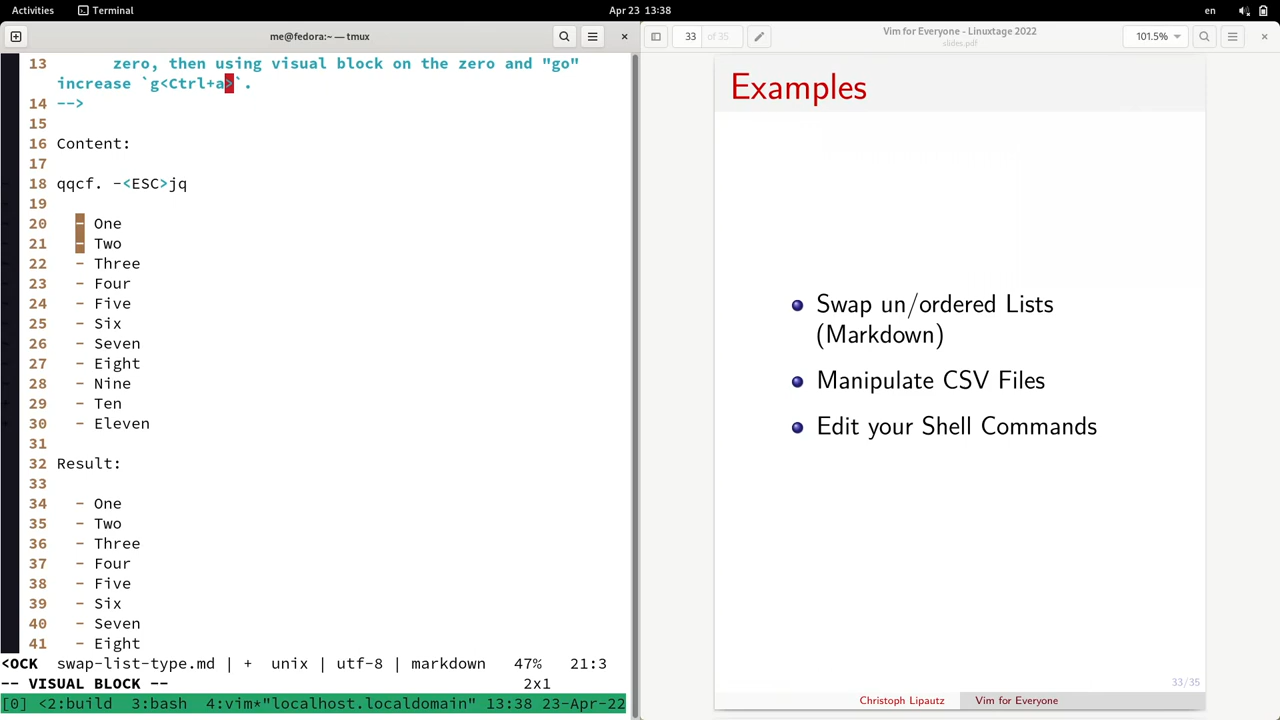 Activities Terminal Apr 23 13:38 en
me@fedora:~ — tmux
13 zero, then using visual block on the zero and "go"
increase `g<Ctrl+a>`.
14 -->
15
16 Content:
17
18 qqcf. -<ESC>jq
19
20 - One
21 - Two
22 - Three
23 - Four
24 - Five
25 - Six
26 - Seven
27 - Eight
28 - Nine
29 - Ten
30 - Eleven
31
32 Result:
33
34 - One
35 - Two
36 - Three
37 - Four
38 - Five
39 - Six
40 - Seven
41 - Eight
<OCK swap-list-type.md | + unix | utf-8 | markdown 47% 21:3
-- VISUAL BLOCK -- 2x1
[0] <2:build 3:bash 4:vim*"localhost.localdomain" 13:38 23-Apr-22
33 of 35
Vim for Everyone - Linuxtage 2022
slides.pdf
101.5%
Examples
Swap un/ordered Lists
(Markdown)
Manipulate CSV Files
Edit your Shell Commands
33/35
Christoph Lipautz Vim for Everyone